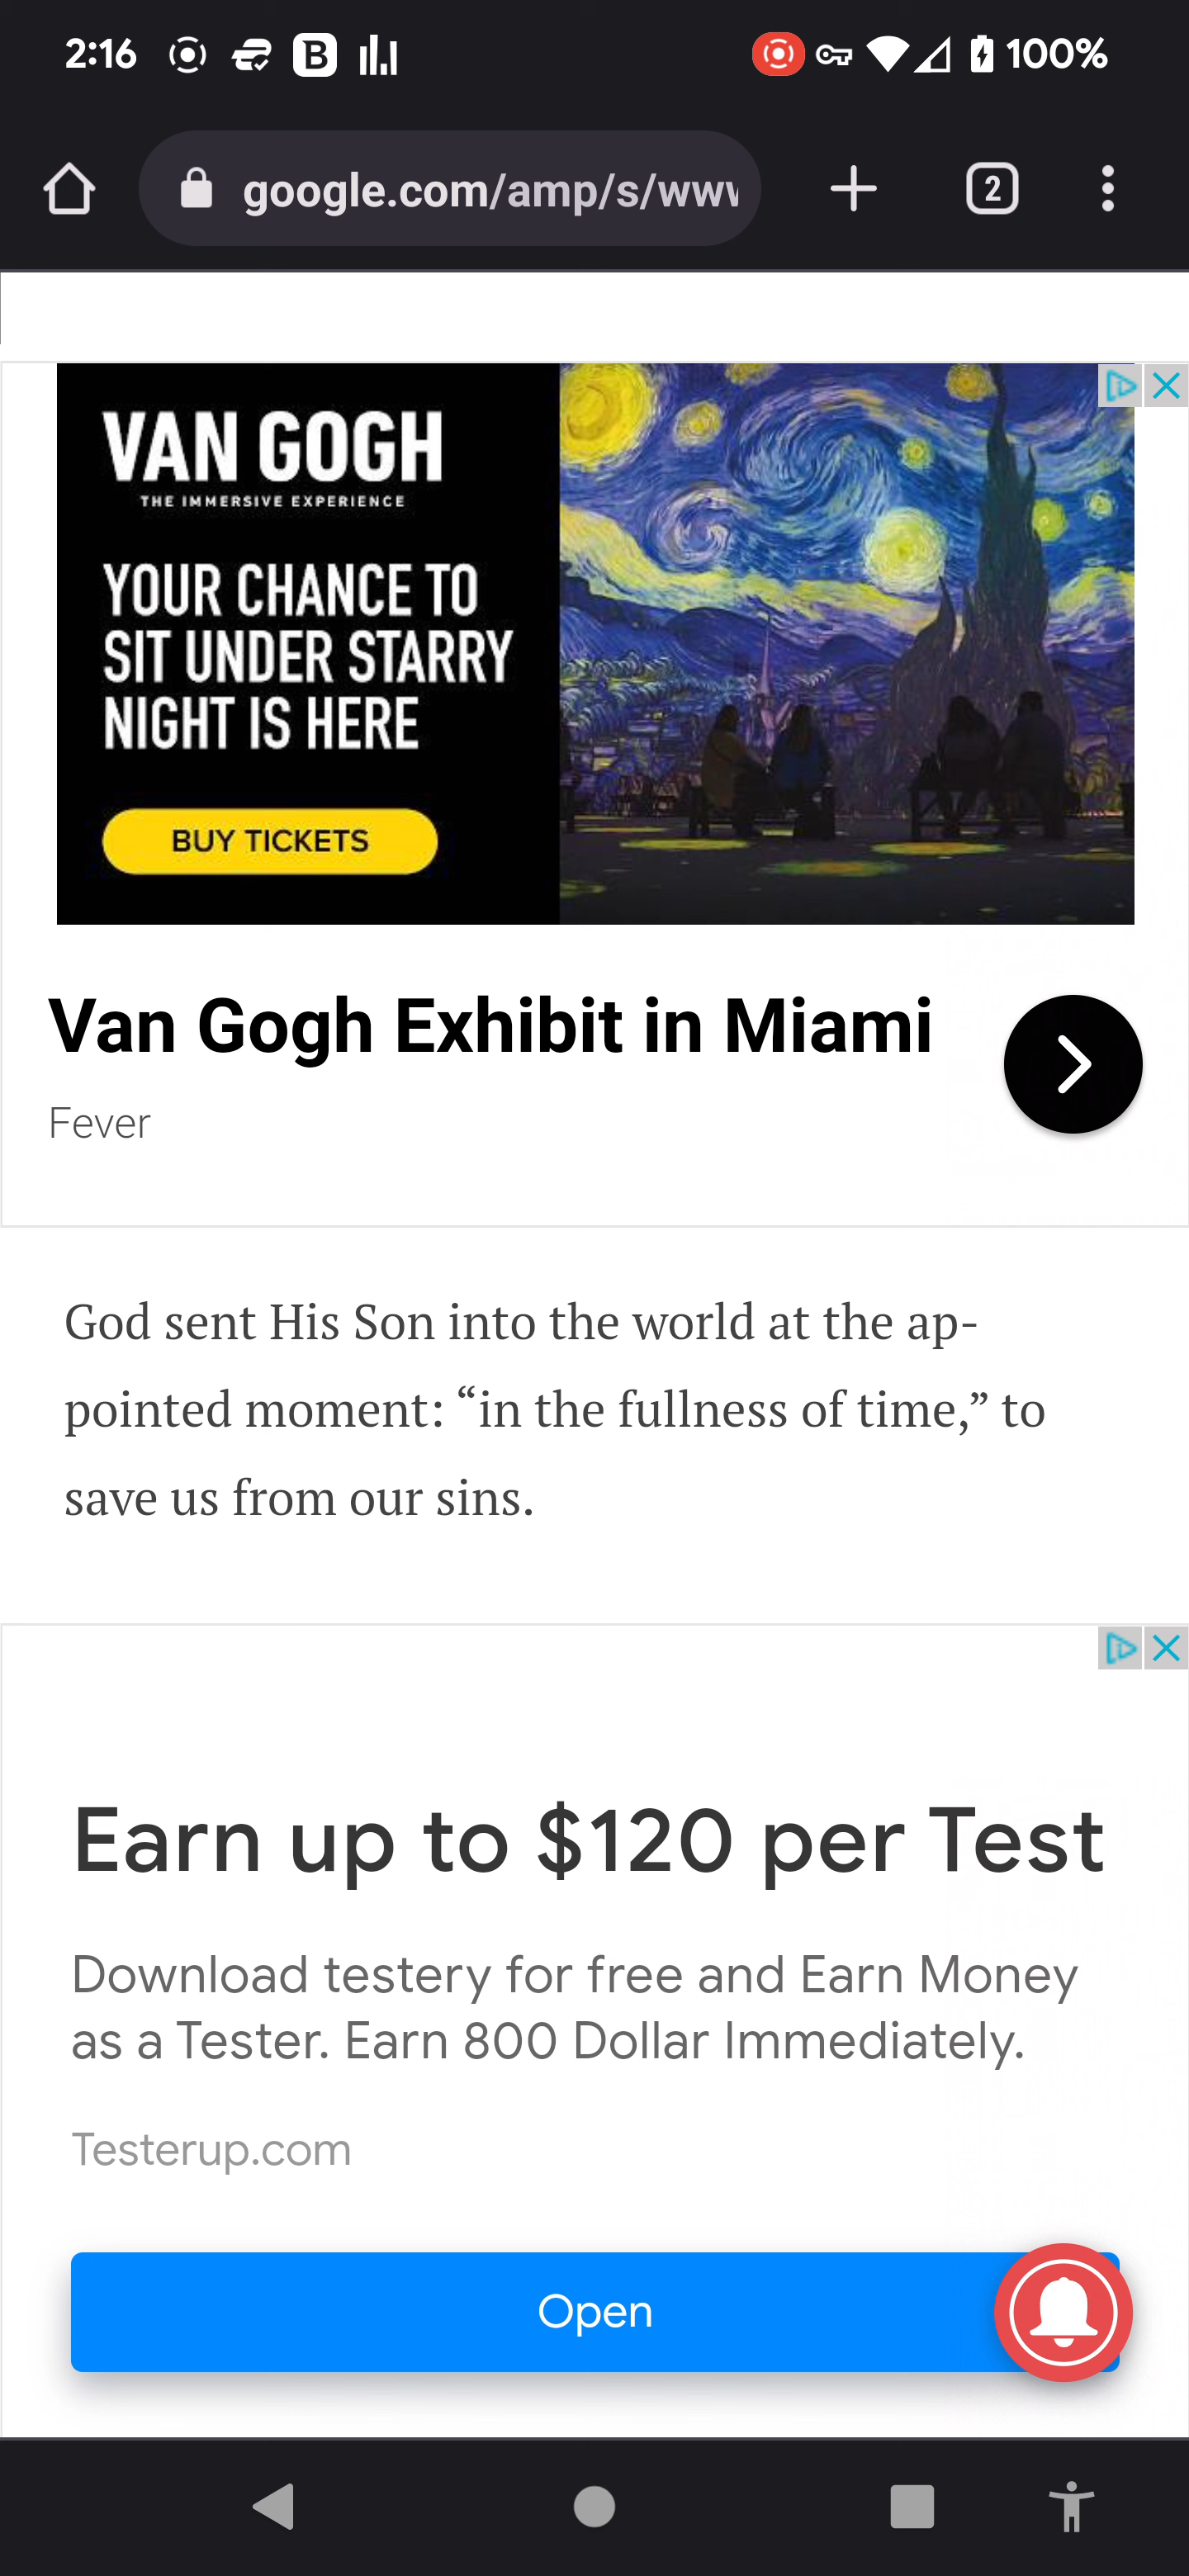 2:16
B
100%
google.com/amp/s/www
2
VAN GOGH
THE IMMERSIVE EXPERIENCE
YOUR CHANCE TO
SIT UNDER STARRY
NIGHT IS HERE
BUY TICKETS
Van Gogh Exhibit in Miami
Fever
God sent His Son into the world at the ap-
pointed moment: “in the fullness of time,” to
save us from our sins.
Earn up to $120 per Test
Download testery for free and Earn Money
as a Tester. Earn 800 Dollar Immediately.
Testerup.com
Open